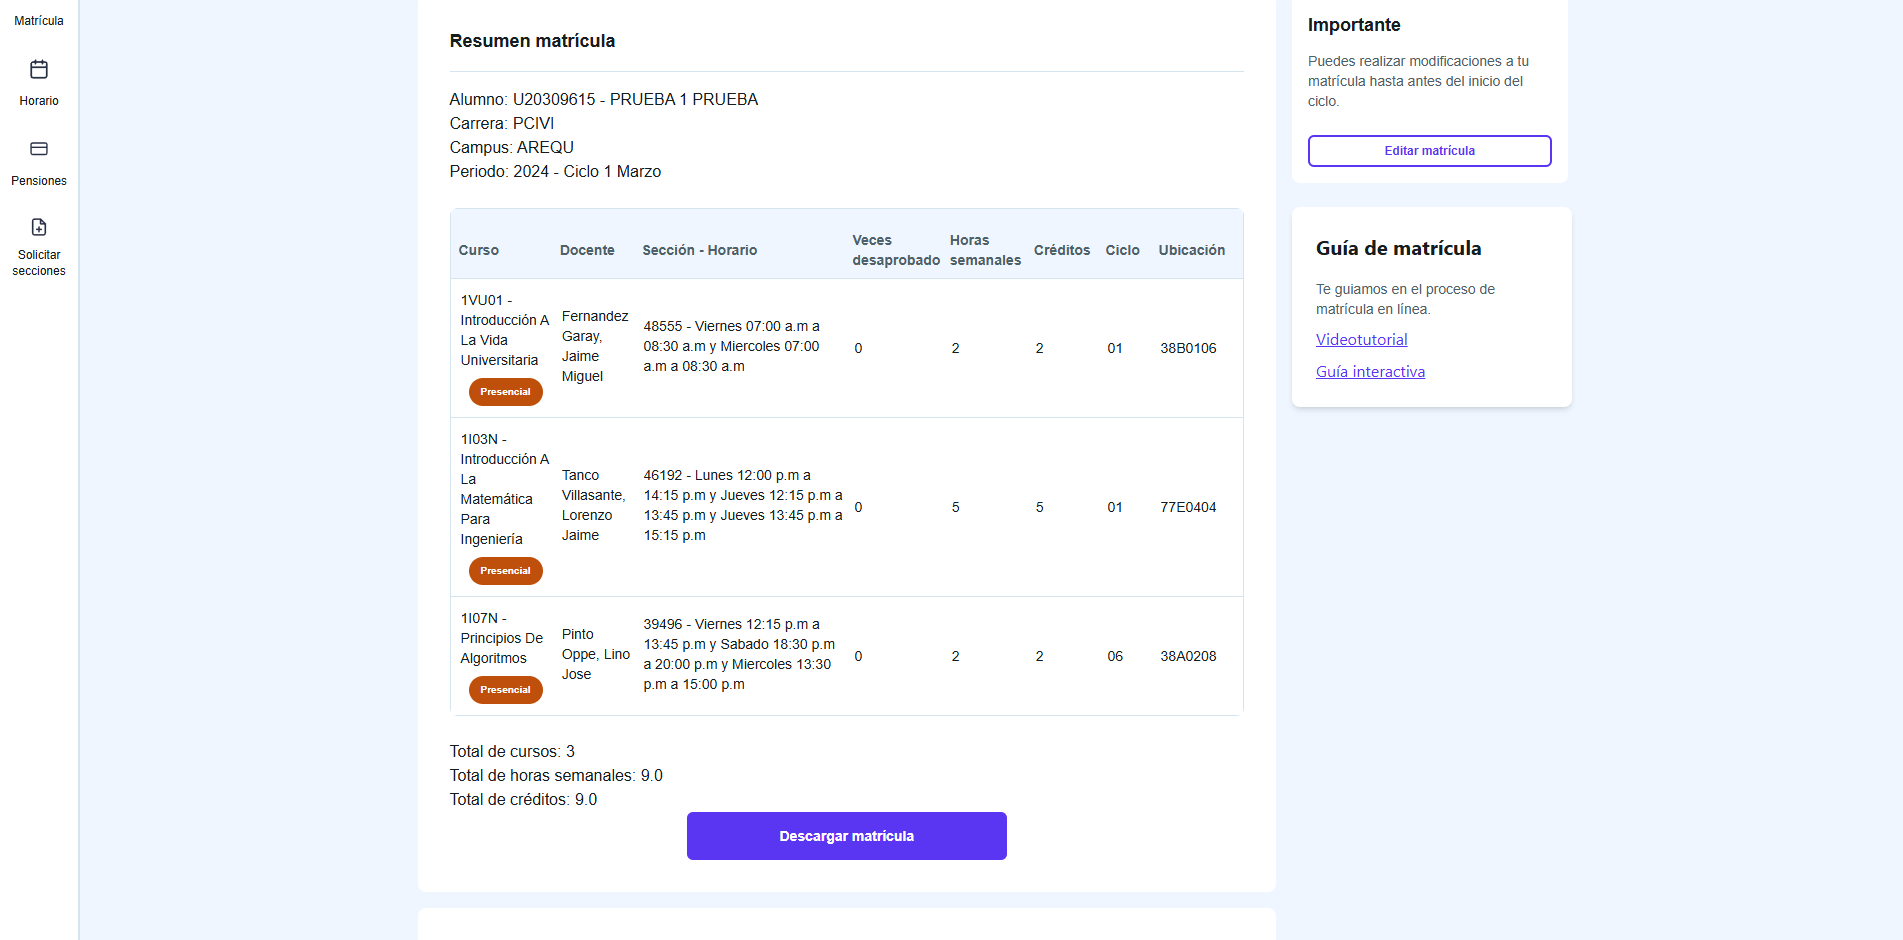 Matrícula
Horario
Pensiones
Solicitar
secciones
Resumen matrícula
Alumno: U20309615 - PRUEBA 1 PRUEBA
Carrera: PCIVI
Campus: AREQU
Periodo: 2024 - Ciclo 1 Marzo
Curso
Docente
Sección - Horario
Veces
desaprobado
Horas
semanales
Créditos
Ciclo
Ubicación
1VU01 -
Introducción A
La Vida
Universitaria
Presencial
Fernandez
Garay,
Jaime
Miguel
48555 - Viernes 07:00 a.m a
08:30 a.m y Miercoles 07:00
a.m a 08:30 a.m
0
2
2
01
38B0106
1I03N -
Introducción A
La
Matemática
Para
Ingeniería
Presencial
Tanco
Villasante,
Lorenzo
Jaime
46192 - Lunes 12:00 p.m a
14:15 p.m y Jueves 12:15 p.m a
13:45 p.m y Jueves 13:45 p.m a
15:15 p.m
0
5
5
01
77E0404
1I07N -
Principios De
Algoritmos
Presencial
Pinto
Oppe, Lino
Jose
39496 - Viernes 12:15 p.m a
13:45 p.m y Sabado 18:30 p.m
a 20:00 p.m y Miercoles 13:30
p.m a 15:00 p.m
0
2
2
06
38A0208
Total de cursos: 3
Total de horas semanales: 9.0
Total de créditos: 9.0
Descargar matrícula
Importante
Puedes realizar modificaciones a tu
matrícula hasta antes del inicio del
ciclo.
Editar matrícula
Guía de matrícula
Te guiamos en el proceso de
matrícula en línea.
Videotutorial
Guía interactiva